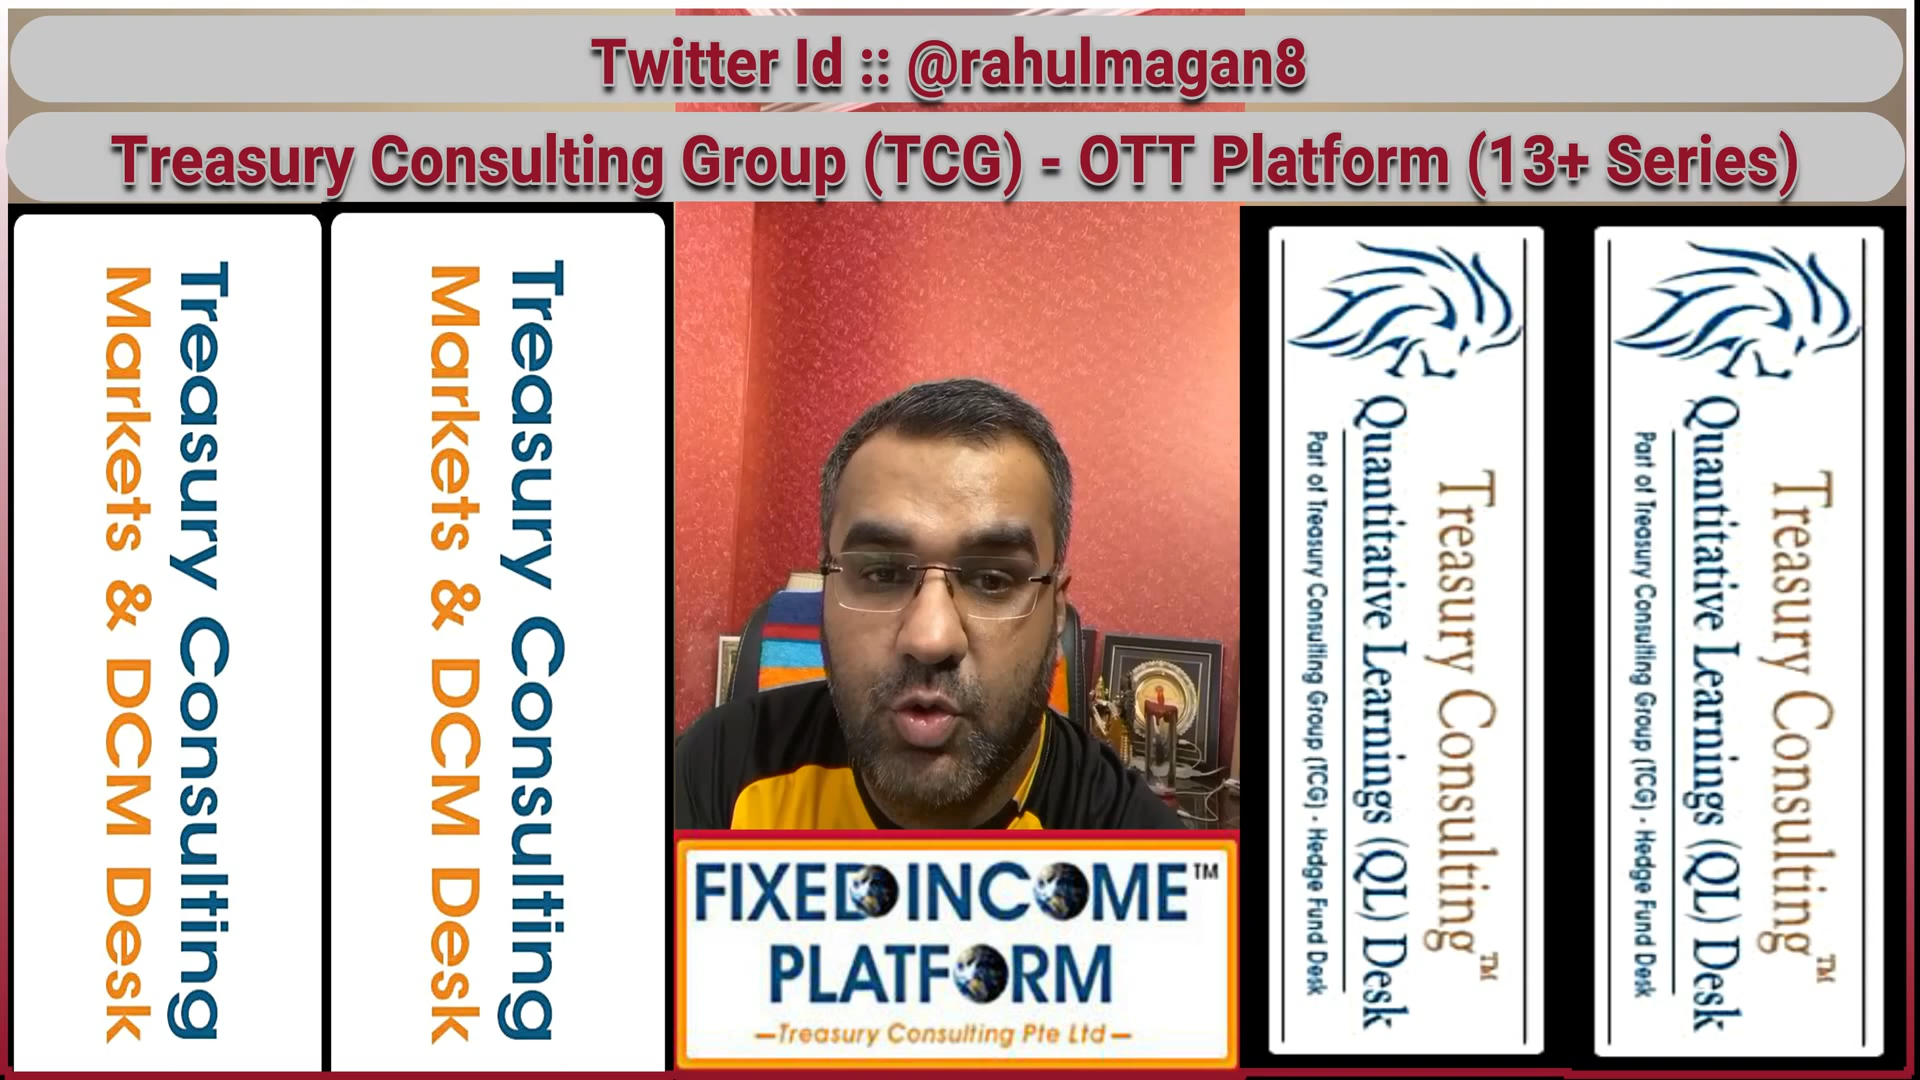 Twitter Id :: @rahulmagan8
Treasury Consulting Group (TCG) - OTT Platform (13+ Series)
Treasury Consulting
Markets & DCM Desk
Treasury Consulting
Markets & DCM Desk
FIXED INCOME™
PLATFORM
—Treasury Consulting Pte Ltd—
Treasury Consulting™
Quantitative Learnings (QL) Desk
Part of Treasury Consulting Group (TCG) - Hedge Fund Desk
Treasury Consulting™
Quantitative Learnings (QL) Desk
Part of Treasury Consulting Group (TCG) - Hedge Fund Desk